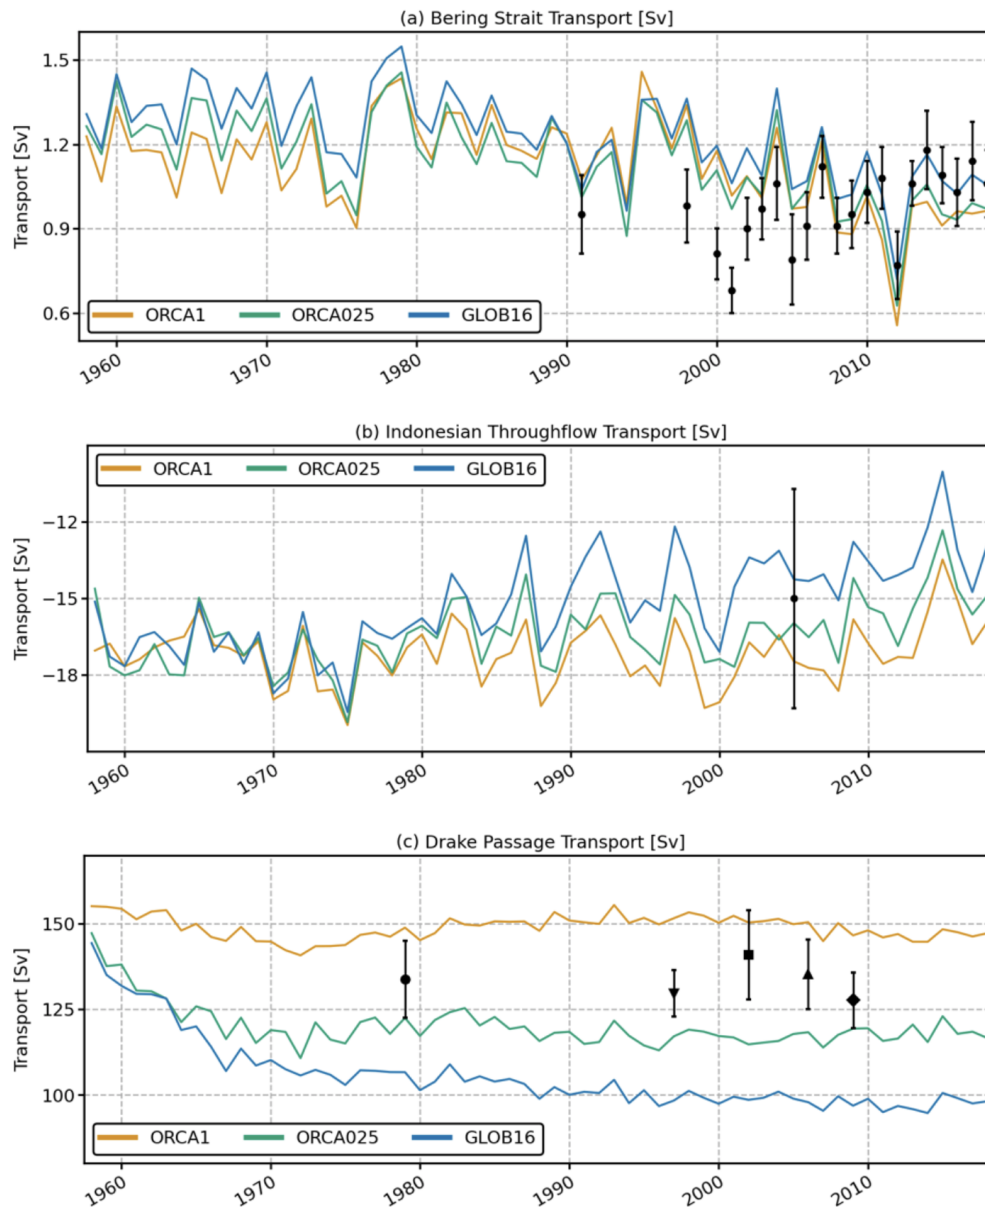 (a) Bering Strait Transport [Sv]
Transport [Sv]
1.5
1.2
0.9
0.6
ORCA1 ORCA025 GLOB16
1960 1970 1980 1990 2000 2010
(b) Indonesian Throughflow Transport [Sv]
Transport [Sv]
ORCA1 ORCA025 GLOB16
−12
−15
−18
1960 1970 1980 1990 2000 2010
(c) Drake Passage Transport [Sv]
Transport [Sv]
150
125
100
ORCA1 ORCA025 GLOB16
1960 1970 1980 1990 2000 2010